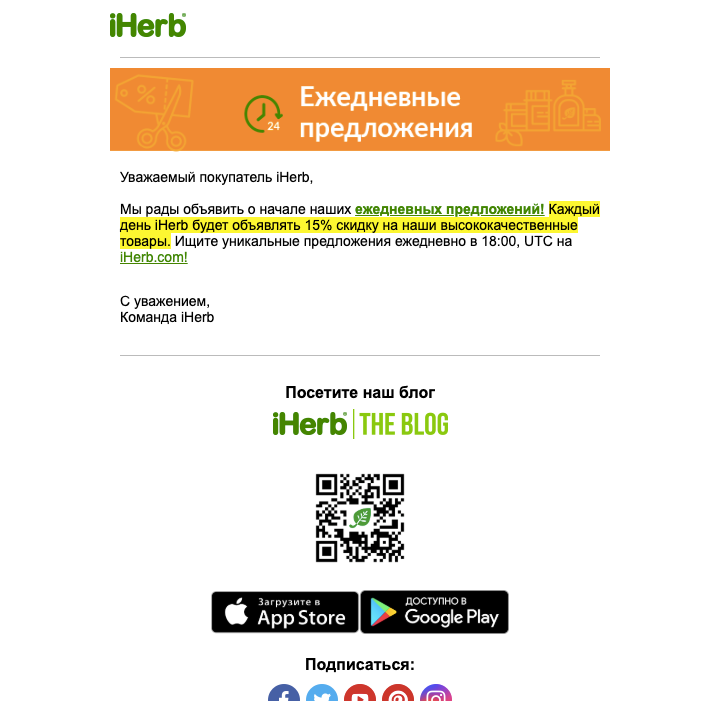 iHerb®
24
Ежедневные
предложения
Уважаемый покупатель iHerb,
Мы рады объявить о начале наших ежедневных предложений! Каждый
день iHerb будет объявлять 15% скидку на наши высококачественные
товары. Ищите уникальные предложения ежедневно в 18:00, UTC на
iHerb.com!
С уважением,
Команда iHerb
Посетите наш блог
iHerb® | THE BLOG
Загрузите в
App Store
ДОСТУПНО В
Google Play
Подписаться: